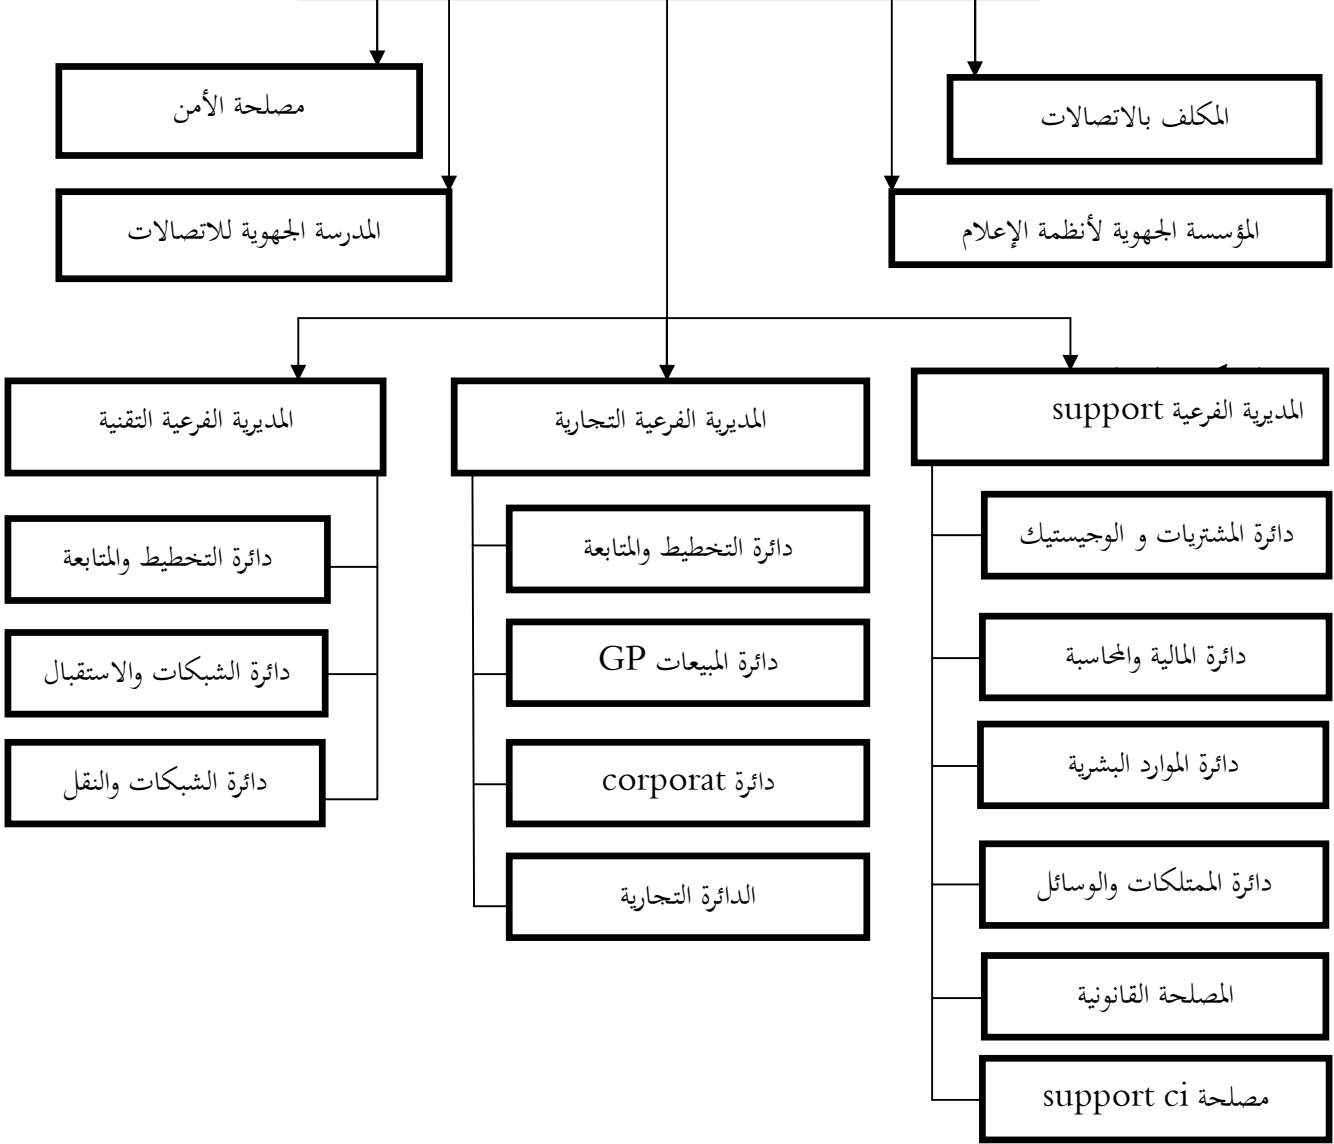 المكلف بالاتصالات
مصلحة الأمن
المؤسسة الجهوية لأنظمة الإعلام
المدرسة الجهوية للاتصالات
المديرية الفرعية support
المديرية الفرعية التجارية
المديرية الفرعية التقنية
دائرة المشتريات و الوجيستيك
دائرة المالية والمحاسبة
دائرة الموارد البشرية
دائرة الممتلكات والوسائل
المصلحة القانونية
مصلحة support ci
دائرة التخطيط والمتابعة
دائرة المبيعات GP
دائرة corporat
الدائرة التجارية
دائرة التخطيط والمتابعة
دائرة الشبكات والاستقبال
دائرة الشبكات والنقل